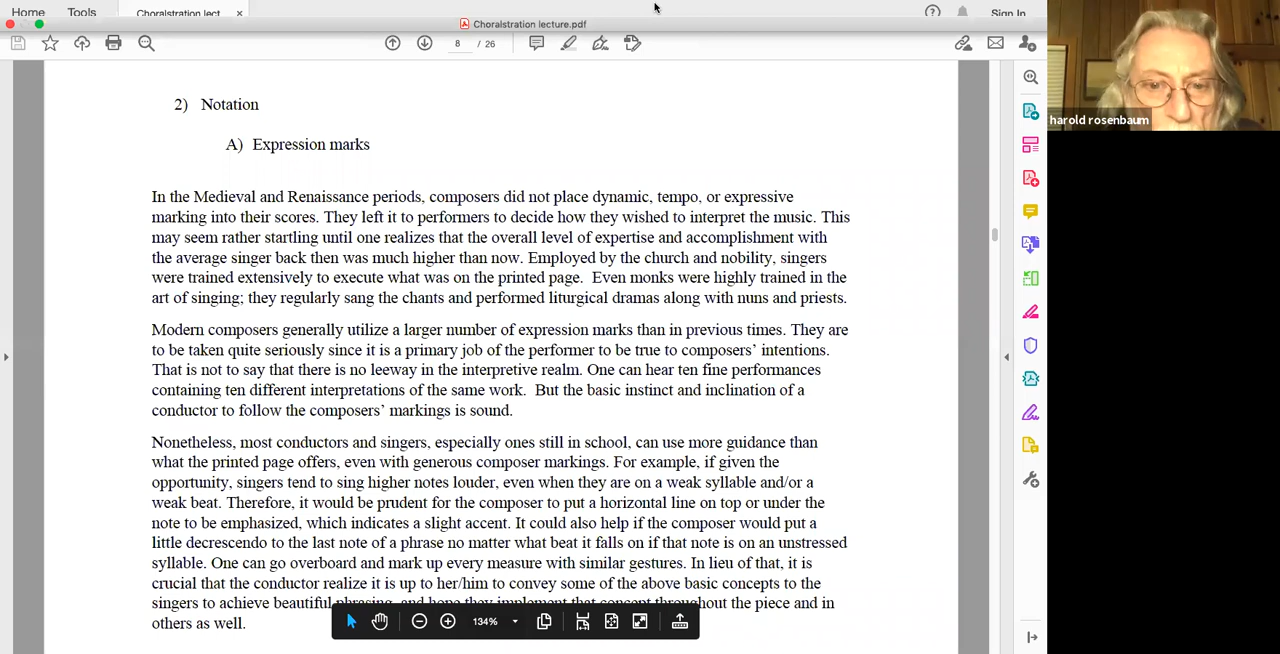 Home Tools Choralstration lect... × Sign In
Choralstration lecture.pdf
8 / 26
harold rosenbaum
2) Notation
A) Expression marks
In the Medieval and Renaissance periods, composers did not place dynamic, tempo, or expressive
marking into their scores. They left it to performers to decide how they wished to interpret the music. This
may seem rather startling until one realizes that the overall level of expertise and accomplishment with
the average singer back then was much higher than now. Employed by the church and nobility, singers
were trained extensively to execute what was on the printed page. Even monks were highly trained in the
art of singing; they regularly sang the chants and performed liturgical dramas along with nuns and priests.
Modern composers generally utilize a larger number of expression marks than in previous times. They are
to be taken quite seriously since it is a primary job of the performer to be true to composers' intentions.
That is not to say that there is no leeway in the interpretive realm. One can hear ten fine performances
containing ten different interpretations of the same work. But the basic instinct and inclination of a
conductor to follow the composers' markings is sound.
Nonetheless, most conductors and singers, especially ones still in school, can use more guidance than
what the printed page offers, even with generous composer markings. For example, if given the
opportunity, singers tend to sing higher notes louder, even when they are on a weak syllable and/or a
weak beat. Therefore, it would be prudent for the composer to put a horizontal line on top or under the
note to be emphasized, which indicates a slight accent. It could also help if the composer would put a
little decrescendo to the last note of a phrase no matter what beat it falls on if that note is on an unstressed
syllable. One can go overboard and mark up every measure with similar gestures. In lieu of that, it is
crucial that the conductor realize it is up to her/him to convey some of the above basic concepts to the
singers to achieve beautiful phrasing, and hope they implement that concept throughout the piece and in
others as well.
134%